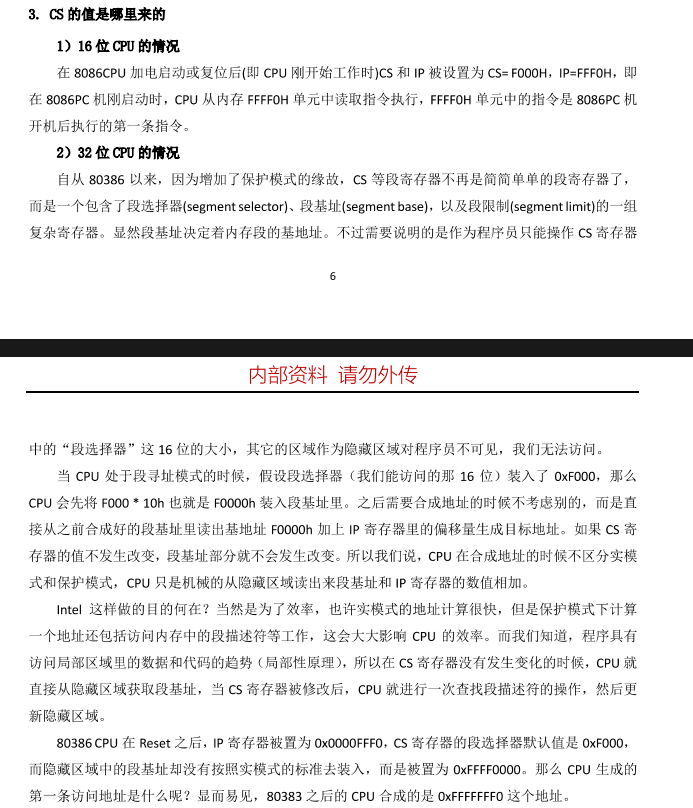 3. CS 的值是哪里来的
1）16 位 CPU 的情况
在 8086CPU 加电启动或复位后(即 CPU 刚开始工作时)CS 和 IP 被设置为 CS= F000H，IP=FFF0H，即
在 8086PC 机刚启动时，CPU 从内存 FFFF0H 单元中读取指令执行，FFFF0H 单元中的指令是 8086PC 机
开机后执行的第一条指令。
2）32 位 CPU 的情况
自从 80386 以来，因为增加了保护模式的缘故，CS 等段寄存器不再是简简单单的段寄存器了，
而是一个包含了段选择器(segment selector)、段基址(segment base)，以及段限制(segment limit)的一组
复杂寄存器。显然段基址决定着内存段的基地址。不过需要说明的是作为程序员只能操作 CS 寄存器
6
内部资料 请勿外传
中的“段选择器”这 16 位的大小，其它的区域作为隐藏区域对程序员不可见，我们无法访问。
当 CPU 处于段寻址模式的时候，假设段选择器（我们能访问的那 16 位）装入了 0xF000，那么
CPU 会先将 F000 * 10h 也就是 F0000h 装入段基址里。之后需要合成地址的时候不考虑别的，而是直
接从之前合成好的段基址里读出基地址 F0000h 加上 IP 寄存器里的偏移量生成目标地址。如果 CS 寄
存器的值不发生改变，段基址部分就不会发生改变。所以我们说，CPU 在合成地址的时候不区分实模
式和保护模式，CPU 只是机械的从隐藏区域读出来段基址和 IP 寄存器的数值相加。
Intel 这样做的目的何在？当然是为了效率，也许实模式的地址计算很快，但是保护模式下计算
一个地址还包括访问内存中的段描述符等工作，这会大大影响 CPU 的效率。而我们知道，程序具有
访问局部区域里的数据和代码的趋势（局部性原理），所以在 CS 寄存器没有发生变化的时候，CPU 就
直接从隐藏区域获取段基址，当 CS 寄存器被修改后，CPU 就进行一次查找段描述符的操作，然后更
新隐藏区域。
80386 CPU 在 Reset 之后，IP 寄存器被置为 0x0000FFF0，CS 寄存器的段选择器默认值是 0xF000，
而隐藏区域中的段基址却没有按照实模式的标准去装入，而是被置为 0xFFFF0000。那么 CPU 生成的
第一条访问地址是什么呢？显而易见，80383 之后的 CPU 合成的是 0xFFFFFFF0 这个地址。